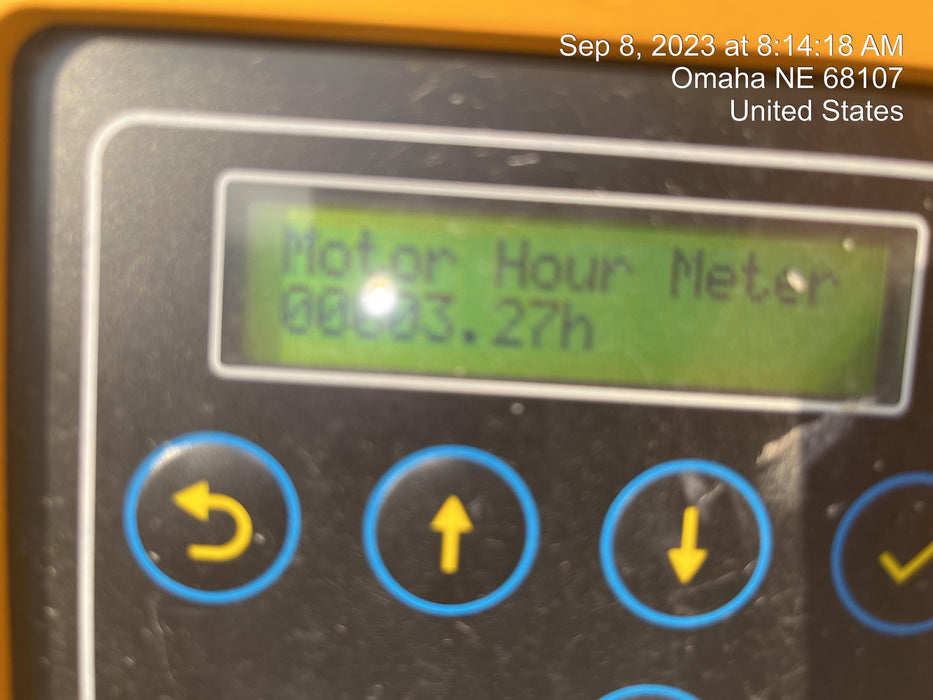 Sep 8, 2023 at 8:14:18 AM
Omaha NE 68107
United States
Motor Hour Meter
00003.27h